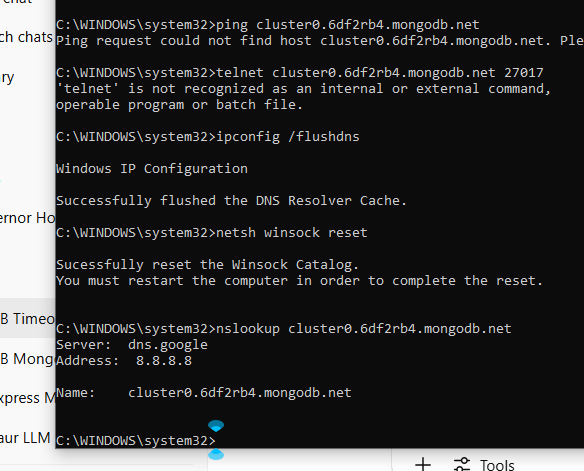 ch chats
ry
ernor Ho
B Timeo
B Mong
xpress M
aur LLM
C:\WINDOWS\system32>ping cluster0.6df2rb4.mongodb.net
Ping request could not find host cluster0.6df2rb4.mongodb.net. Ple
C:\WINDOWS\system32>telnet cluster0.6df2rb4.mongodb.net 27017
'telnet' is not recognized as an internal or external command,
operable program or batch file.
C:\WINDOWS\system32>ipconfig /flushdns
Windows IP Configuration
Successfully flushed the DNS Resolver Cache.
C:\WINDOWS\system32>netsh winsock reset
Sucessfully reset the Winsock Catalog.
You must restart the computer in order to complete the reset.
C:\WINDOWS\system32>nslookup cluster0.6df2rb4.mongodb.net
Server:  dns.google
Address:  8.8.8.8
Name:    cluster0.6df2rb4.mongodb.net
C:\WINDOWS\system32>
Tools